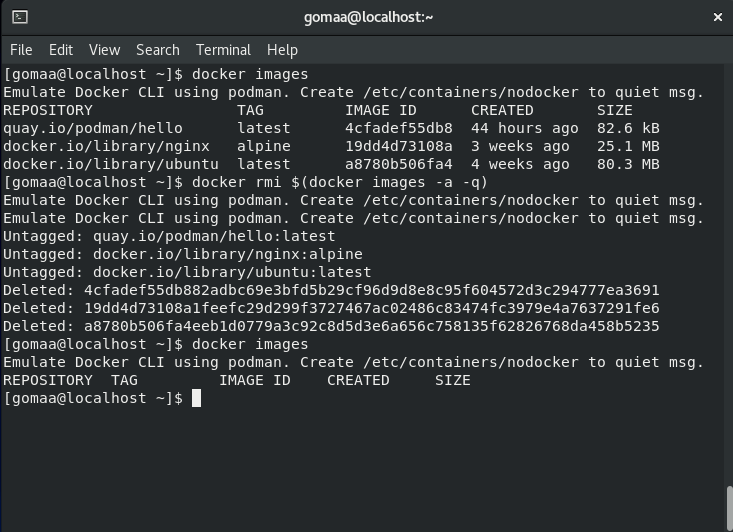 gomaa@localhost:~
File Edit View Search Terminal Help
[gomaa@localhost ~]$ docker images
Emulate Docker CLI using podman. Create /etc/containers/nodocker to quiet msg.
REPOSITORY TAG IMAGE ID CREATED SIZE
quay.io/podman/hello latest 4cfadef55db8 44 hours ago 82.6 kB
docker.io/library/nginx alpine 19dd4d73108a 3 weeks ago 25.1 MB
docker.io/library/ubuntu latest a8780b506fa4 4 weeks ago 80.3 MB
[gomaa@localhost ~]$ docker rmi $(docker images -a -q)
Emulate Docker CLI using podman. Create /etc/containers/nodocker to quiet msg.
Emulate Docker CLI using podman. Create /etc/containers/nodocker to quiet msg.
Untagged: quay.io/podman/hello:latest
Untagged: docker.io/library/nginx:alpine
Untagged: docker.io/library/ubuntu:latest
Deleted: 4cfadef55db882adbc69e3bfd5b29cf96d9d8e8c95f604572d3c294777ea3691
Deleted: 19dd4d73108a1feefc29d299f3727467ac02486c83474fc3979e4a7637291fe6
Deleted: a8780b506fa4eeb1d0779a3c92c8d5d3e6a656c758135f62826768da458b5235
[gomaa@localhost ~]$ docker images
Emulate Docker CLI using podman. Create /etc/containers/nodocker to quiet msg.
REPOSITORY TAG IMAGE ID CREATED SIZE
[gomaa@localhost ~]$